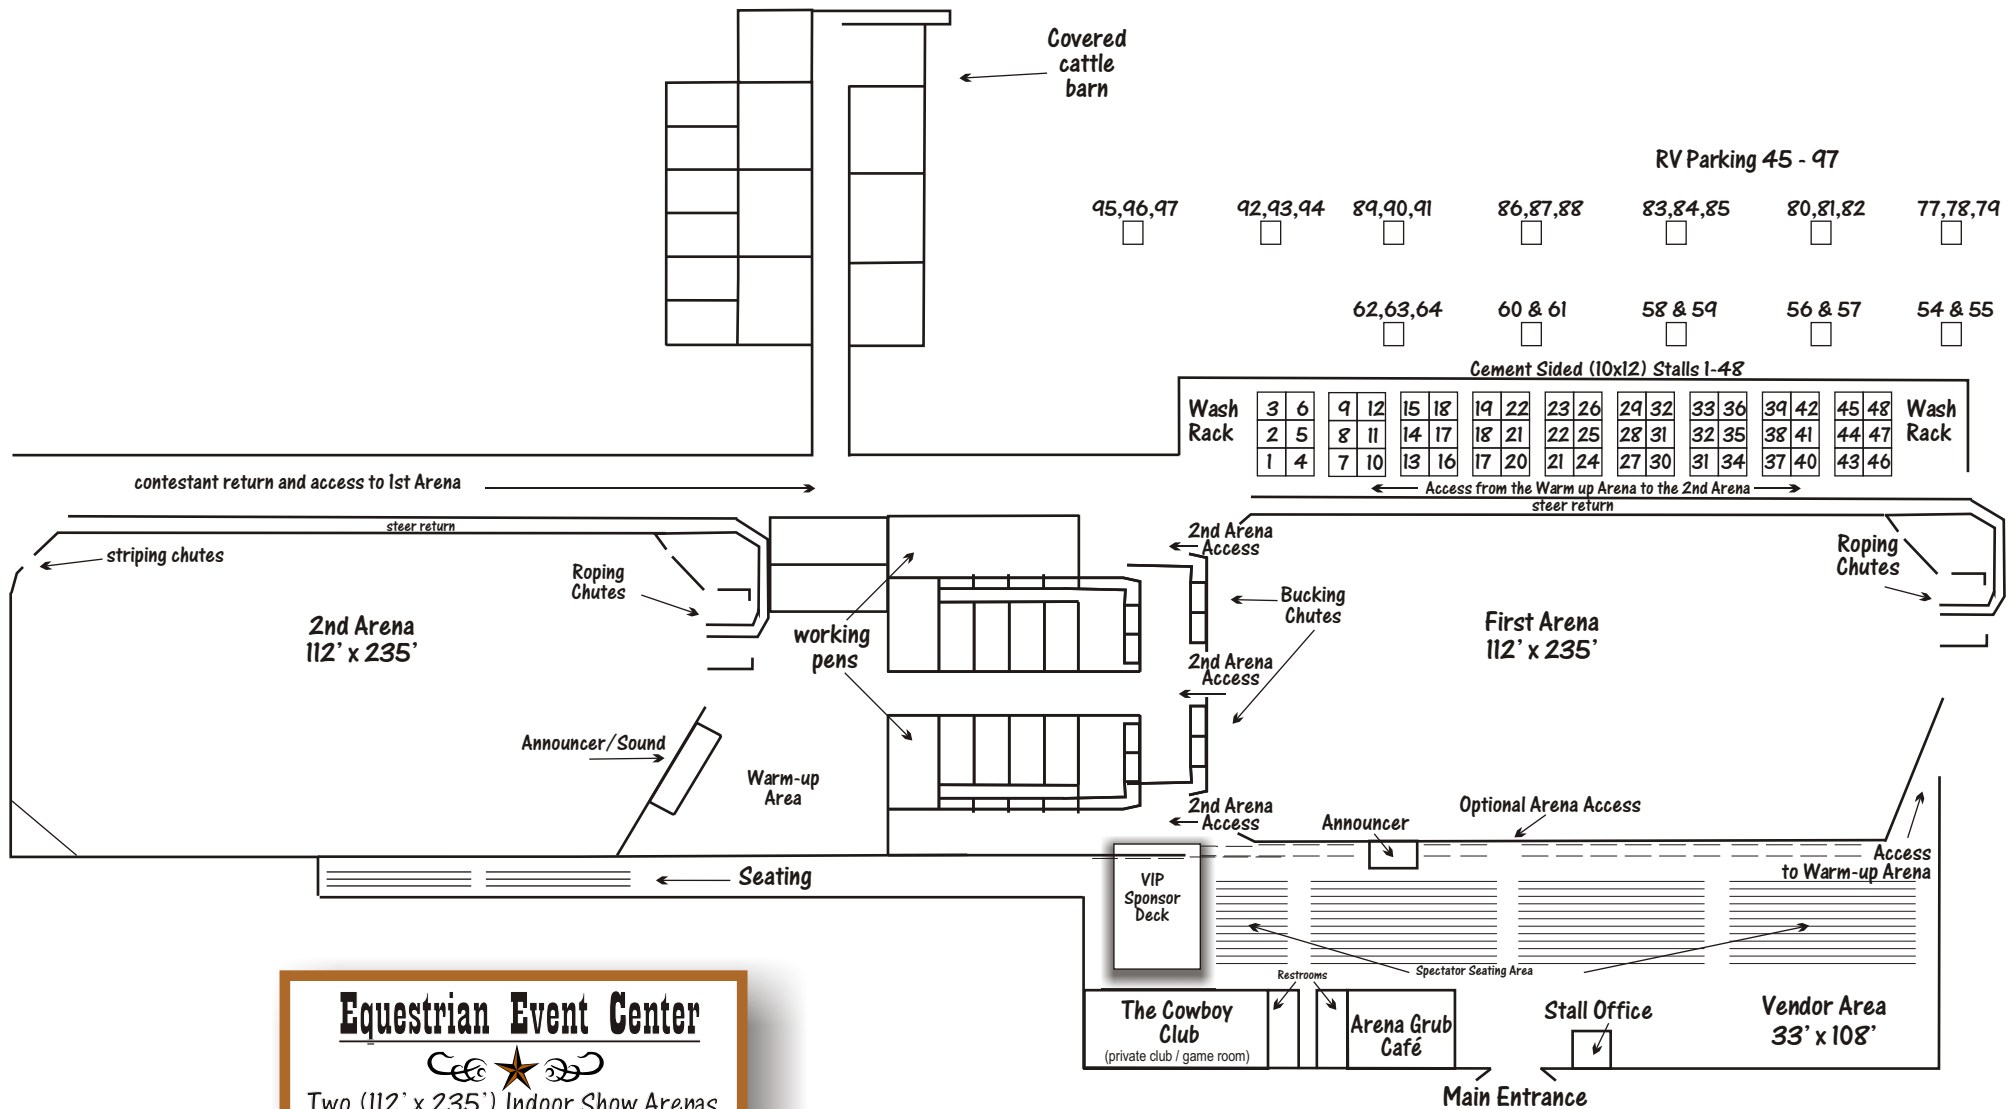 Covered
cattle
barn
RV Parking 45 - 97
95,96,97 92,93,94 89,90,91 86,87,88 83,84,85 80,81,82 77,78,79
62,63,64 60 & 61 58 & 59 56 & 57 54 & 55
Cement Sided (10x12) Stalls 1-48
Wash
Rack
3 6 9 12 15 18 19 22 23 26 29 32 33 36 39 42 45 48
2 5 8 11 14 17 18 21 22 25 28 31 32 35 38 41 44 47
1 4 7 10 13 16 17 20 21 24 27 30 31 34 37 40 43 46
Wash
Rack
contestant return and access to 1st Arena
Access from the Warm up Arena to the 2nd Arena
steer return
steer return
striping chutes
Roping
Chutes
2nd Arena
112' x 235'
working
pens
2nd Arena
Access
Bucking
Chutes
2nd Arena
Access
First Arena
112' x 235'
Roping
Chutes
Announcer/Sound
Warm-up
Area
2nd Arena
Access
Announcer
Optional Arena Access
Access
to Warm-up Arena
Seating
VIP
Sponsor
Deck
Spectator Seating Area
Restrooms
The Cowboy
Club
(private club / game room)
Arena Grub
Café
Stall Office
Vendor Area
33' x 108'
Main Entrance
Equestrian Event Center
Two (112' x 235') Indoor Show Arenas